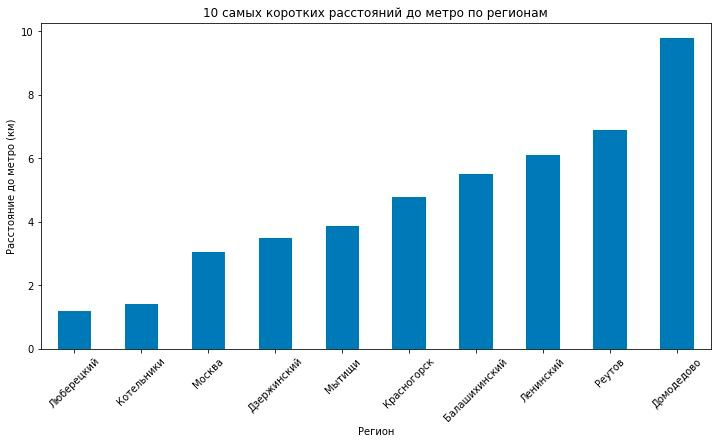 10 самых коротких расстояний до метро по регионам
Расстояние до метро (км)
10
8
6
4
2
0
Люберецкий
Котельники
Москва
Дзержинский
Мытищи
Красногорск
Балашихинский
Ленинский
Реутов
Домодедово
Регион